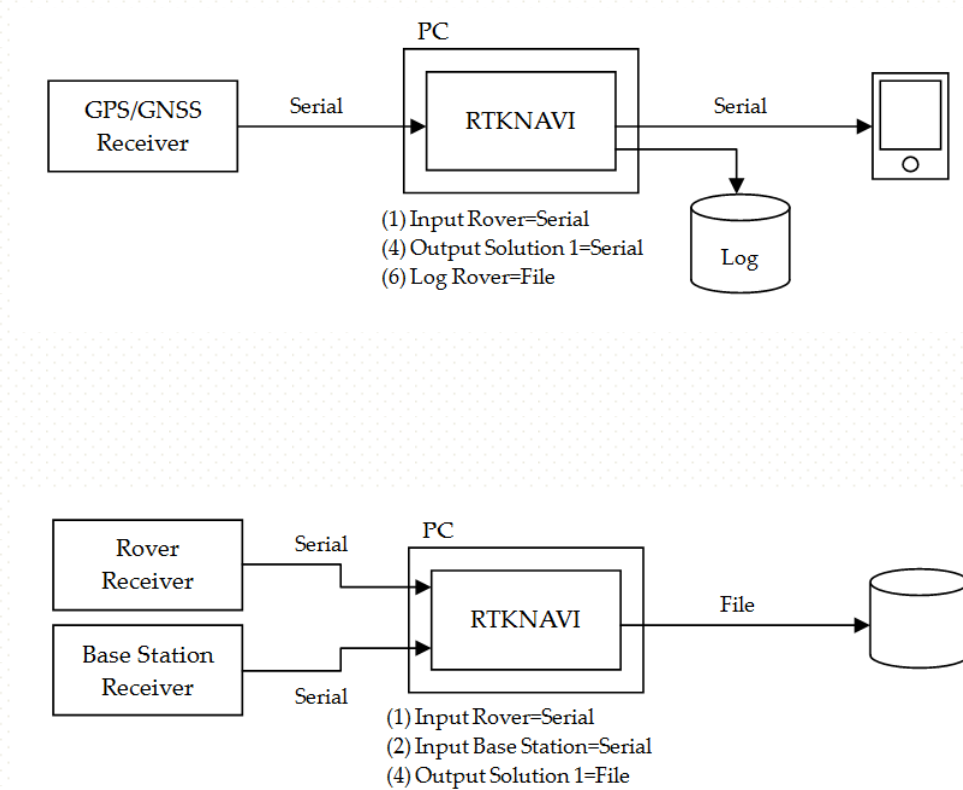 PC
GPS/GNSS
Receiver
Serial
RTKNAVI
Serial
(1) Input Rover=Serial
(4) Output Solution 1=Serial
(6) Log Rover=File
Log
PC
Rover
Receiver
Serial
RTKNAVI
File
Base Station
Receiver
Serial
(1) Input Rover=Serial
(2) Input Base Station=Serial
(4) Output Solution 1=File